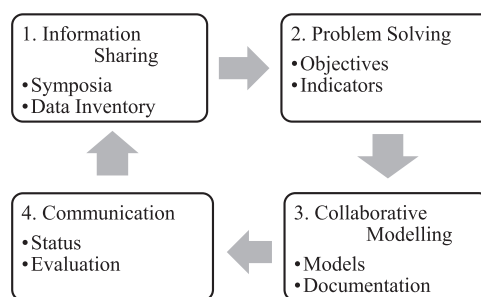 1. Information
Sharing
•Symposia
•Data Inventory
2. Problem Solving
•Objectives
•Indicators
3. Collaborative
Modelling
•Models
•Documentation
4. Communication
•Status
•Evaluation